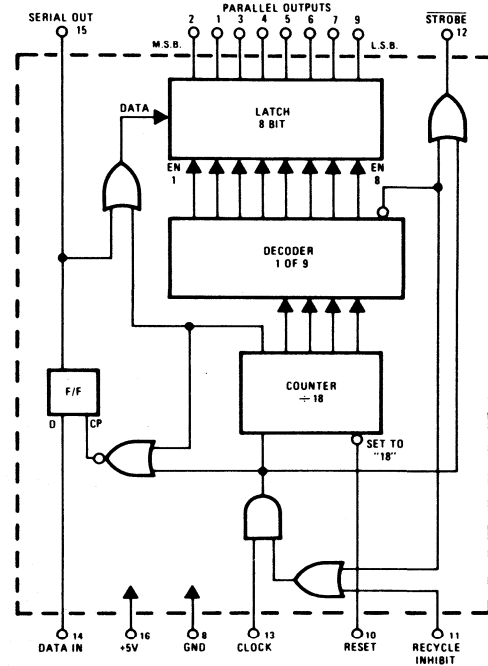 PARALLEL OUTPUTS
SERIAL OUT
15
2 1 3 4 5 6 7 9
STROBE
12
M.S.B.
L.S.B.
DATA
LATCH
8 BIT
EN
1
EN
8
DECODER
1 OF 9
F/F
D
CP
COUNTER
÷ 18
SET TO
"18"
14
DATA IN
16
+5V
8
GND
13
CLOCK
10
RESET
11
RECYCLE
INHIBIT